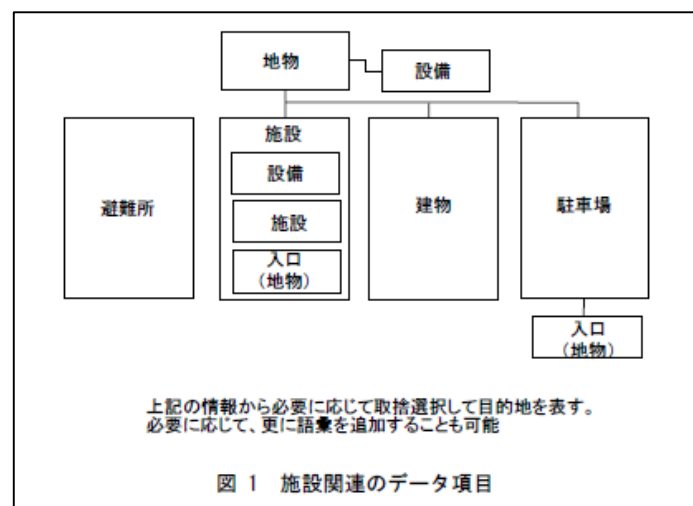 地物
設備
避難所
施設
設備
施設
入口
(地物)
建物
駐車場
入口
(地物)
上記の情報から必要に応じて取捨選択して目的地を表す。
必要に応じて、更に語彙を追加することも可能
図 1 施設関連のデータ項目